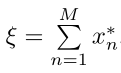 ξ = ∑_{n=1}^{M} x_n^*